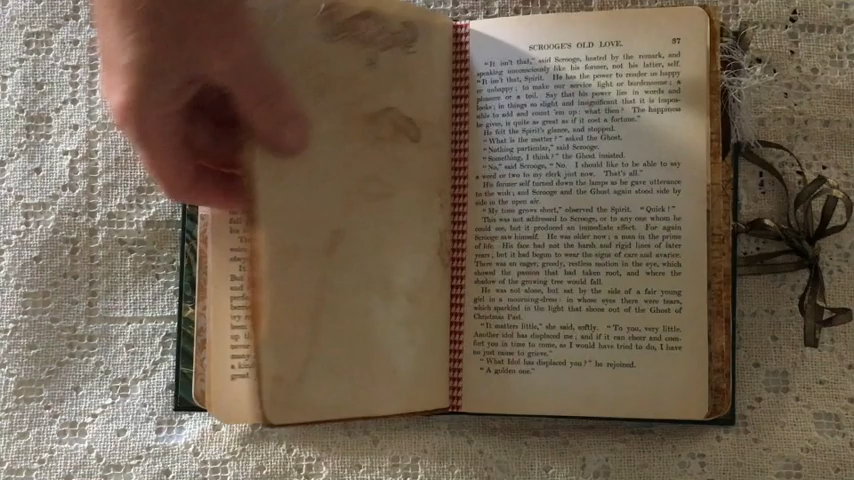 SCROOGE'S OLD LOVE. 37
"It isn't that," said Scrooge, heated by the remark, and
speaking unconsciously like his former, not his latter, self.
"It isn't that, Spirit. He has the power to render us happy
or unhappy; to make our service light or burdensome; a
pleasure or a toil. Say that his power lies in words and
looks; in things so slight and insignificant that it is impos-
sible to add and count 'em up: what then? The happiness
he gives, is quite as great as if it cost a fortune."
He felt the Spirit's glance, and stopped.
"What is the matter?" asked the Ghost.
"Nothing particular," said Scrooge.
"Something, I think?" the Ghost insisted.
"No," said Scrooge, "No. I should like to be able to say
a word or two to my clerk just now. That's all."
His former self turned down the lamps as he gave utterance
to the wish; and Scrooge and the Ghost again stood side by
side in the open air.
"My time grows short," observed the Spirit. "Quick!"
This was not addressed to Scrooge, or to any one whom he
could see, but it produced an immediate effect. For again
Scrooge saw himself. He was older now; a man in the prime
of life. His face had not the harsh and rigid lines of later
years; but it had begun to wear the signs of care and avarice.
There was an eager, greedy, restless motion in the eye, which
showed the passion that had taken root, and where the
shadow of the growing tree would fall.
He was not alone, but sat by the side of a fair young
girl in a mourning-dress: in whose eyes there were tears,
which sparkled in the light that shone out of the Ghost of
Christmas Past.
"It matters little," she said, softly. "To you, very little.
Another idol has displaced me; and if it can cheer and com-
fort you in time to come, as I would have tried to do, I have
no just cause to grieve."
"What Idol has displaced you?" he rejoined.
"A golden one."
It
But
and
perf
been
up
many
a kin
great